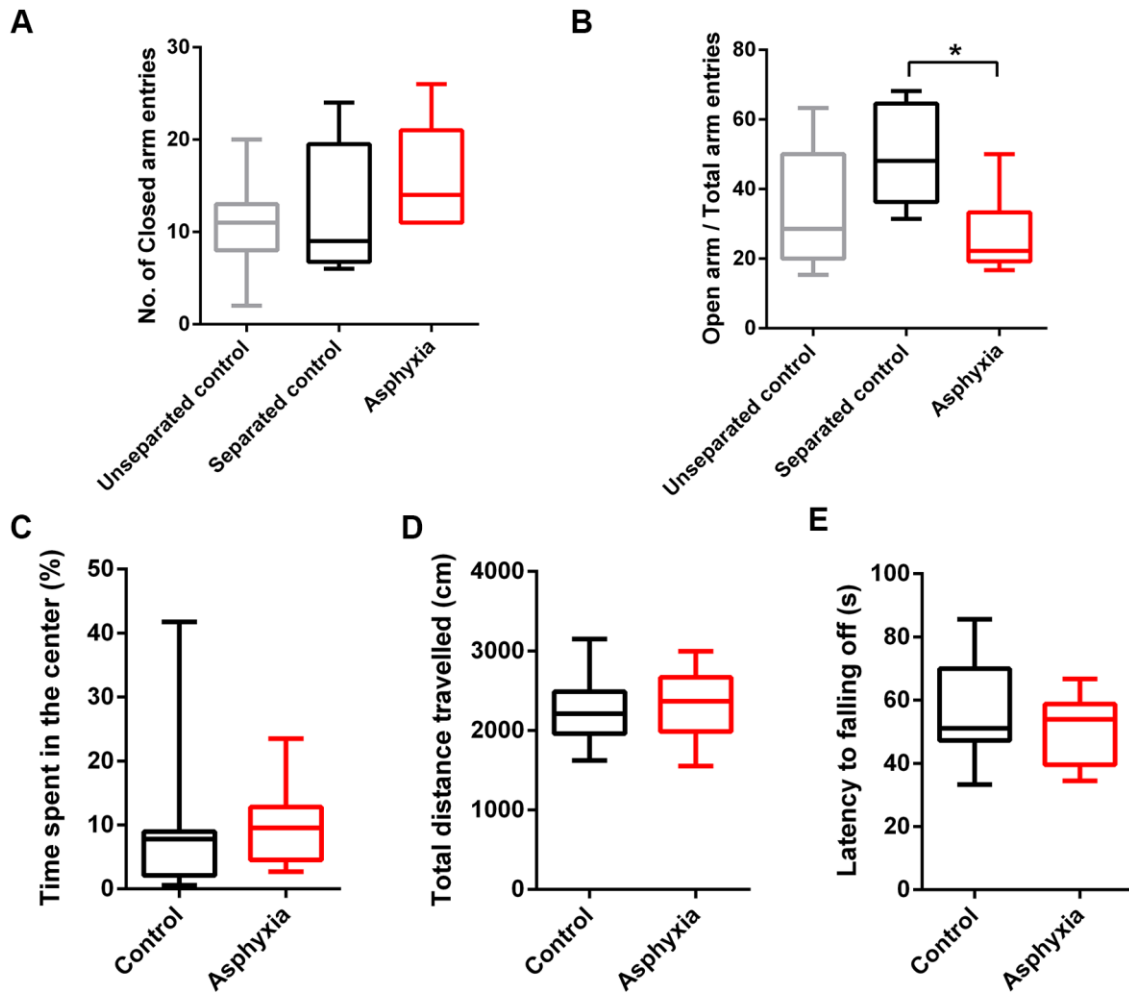 A
No. of Closed arm entries
30
20
10
0
Unseparated control
Separated control
Asphyxia
B
Open arm / Total arm entries
80
60
40
20
0
*
Unseparated control
Separated control
Asphyxia
C
Time spent in the center (%)
50
40
30
20
10
0
Control
Asphyxia
D
Total distance travelled (cm)
4000
3000
2000
1000
0
Control
Asphyxia
E
Latency to falling off (s)
100
80
60
40
20
0
Control
Asphyxia